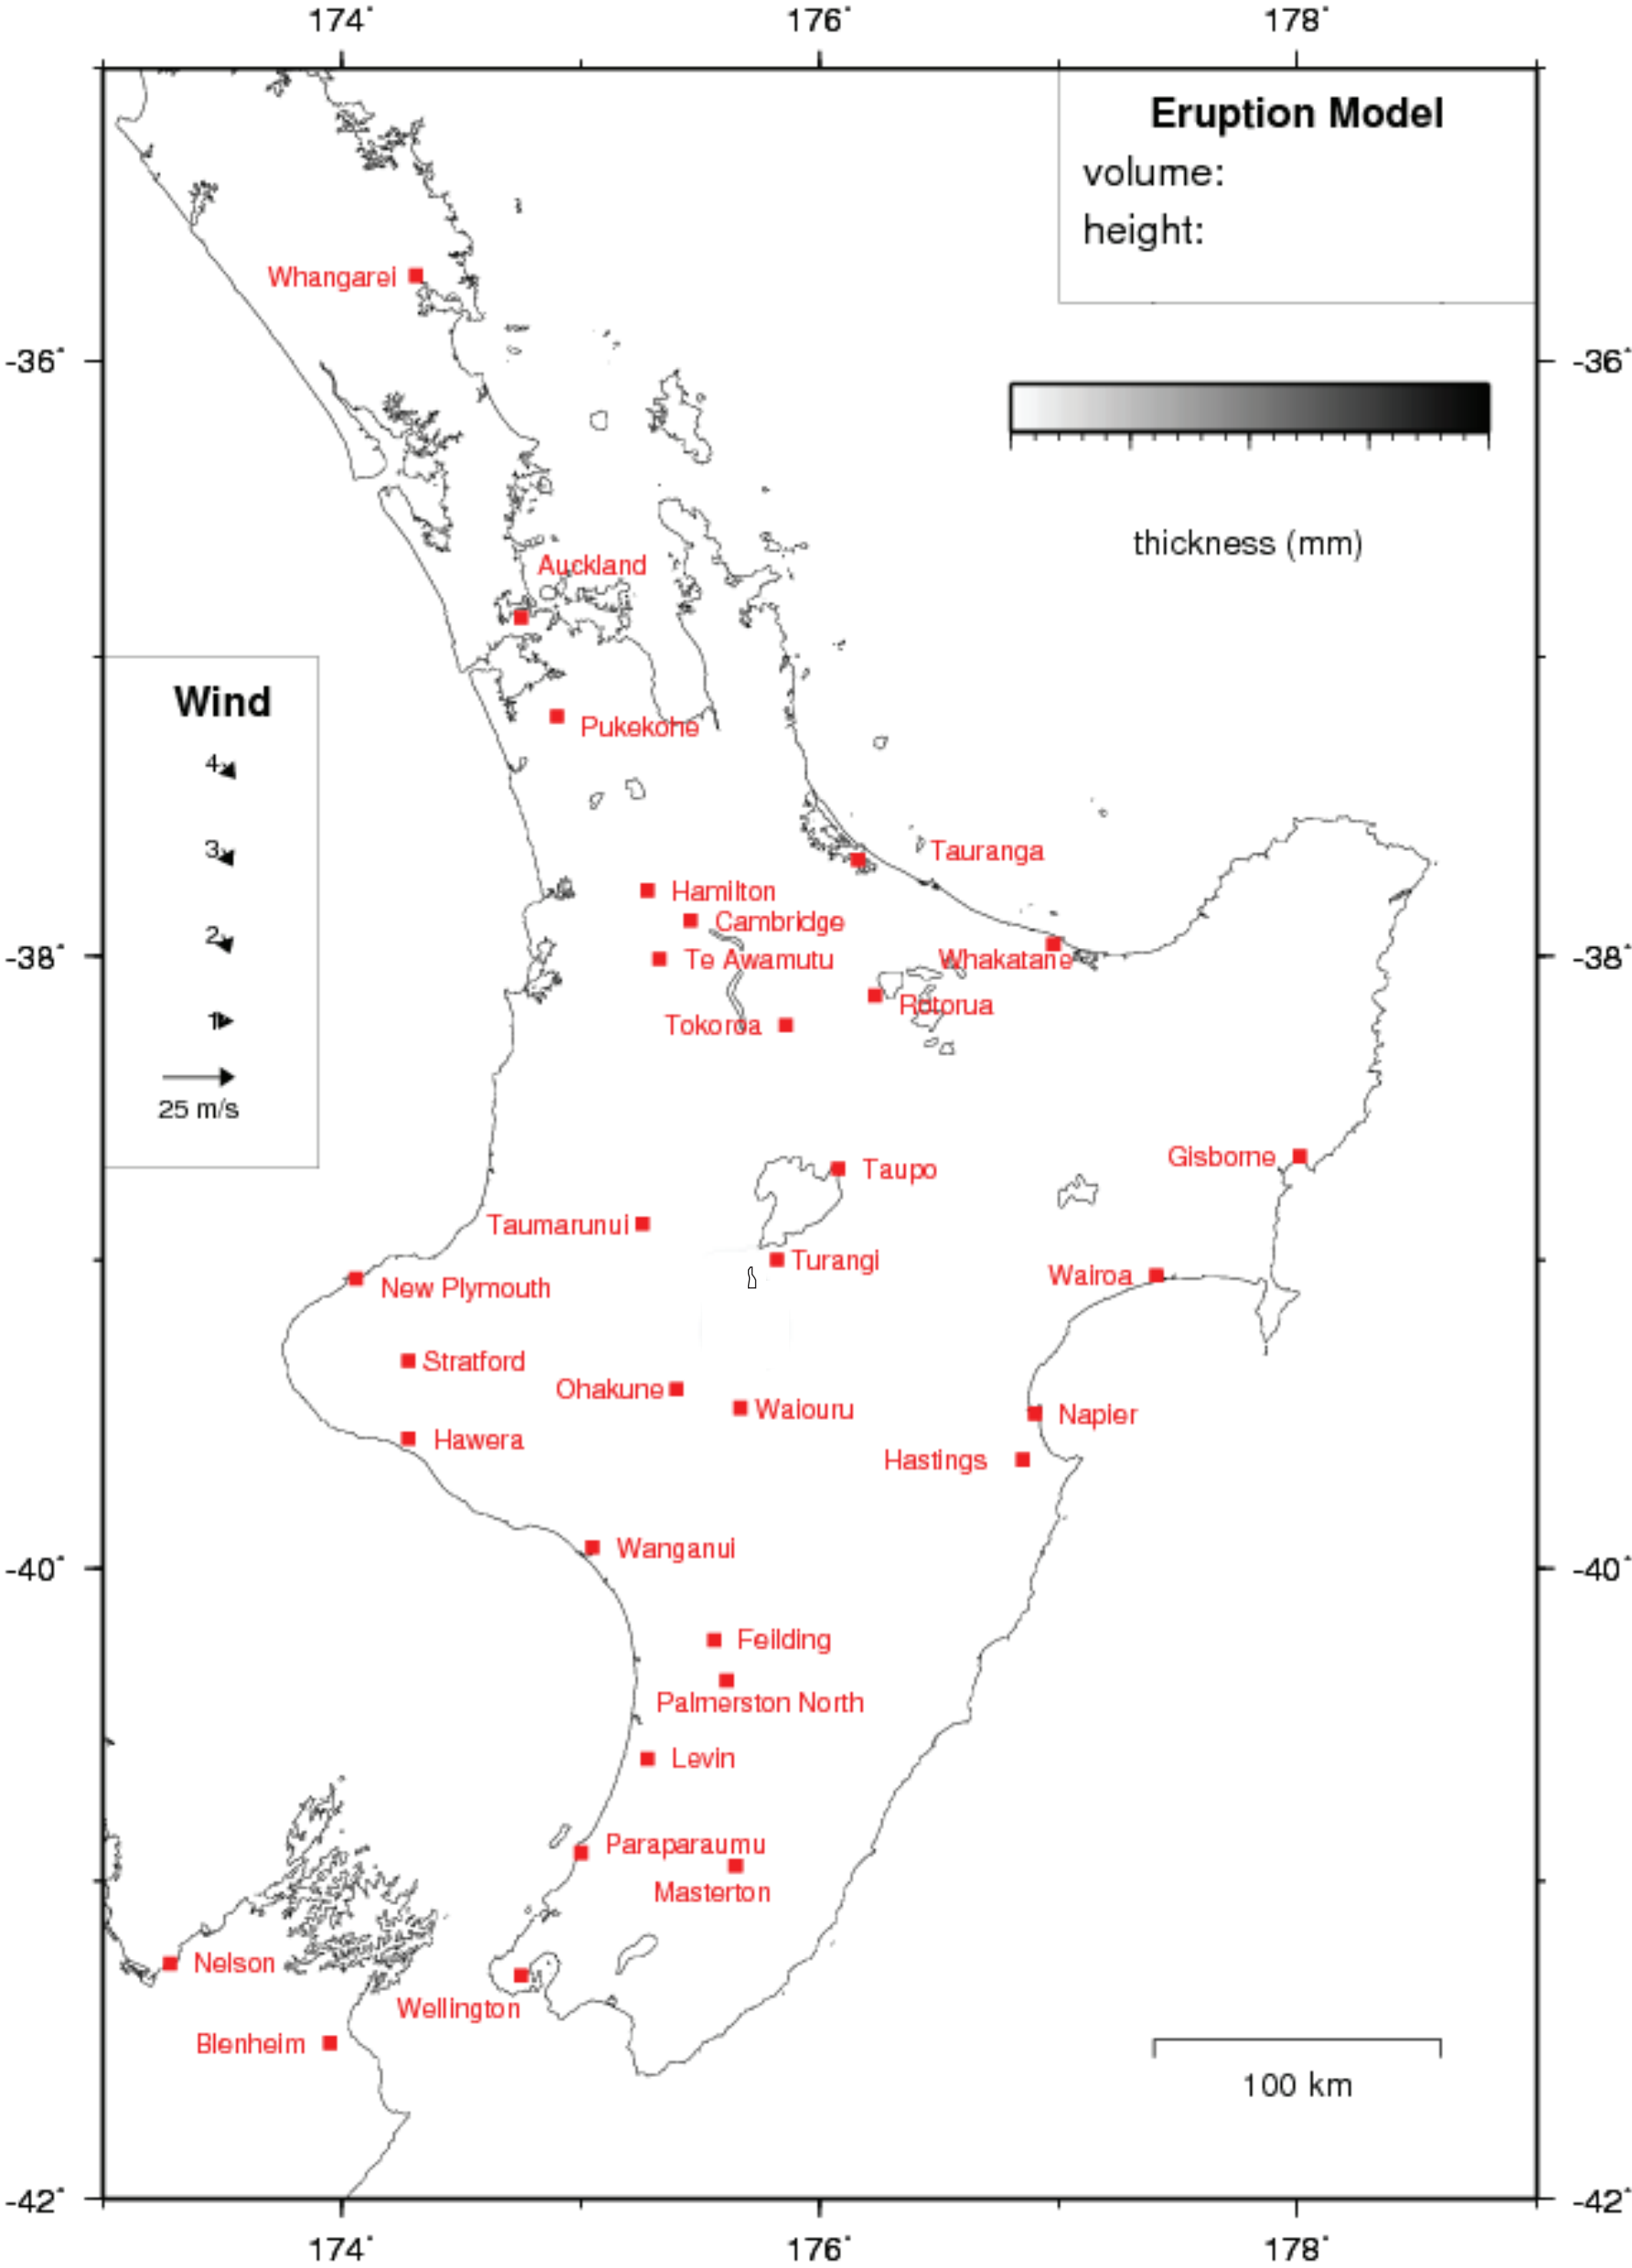 174° 176° 178°
Eruption Model
volume:
height:
Whangarei
-36° -36°
thickness (mm)
Auckland
Wind
Pukekohe
4
3
Tauranga
Hamilton
Cambridge
2
-38° Te Awamutu Whakatane -38°
Rotorua
1 Tokoroa
25 m/s
Gisborne
Taupo
Taumarunui
Turangi
Wairoa
New Plymouth
Stratford
Ohakune
Waiouru
Napier
Hawera
Hastings
Wanganui
-40° -40°
Feilding
Palmerston North
Levin
Paraparaumu
Masterton
Nelson
Wellington
Blenheim
100 km
-42° -42°
174° 176° 178°